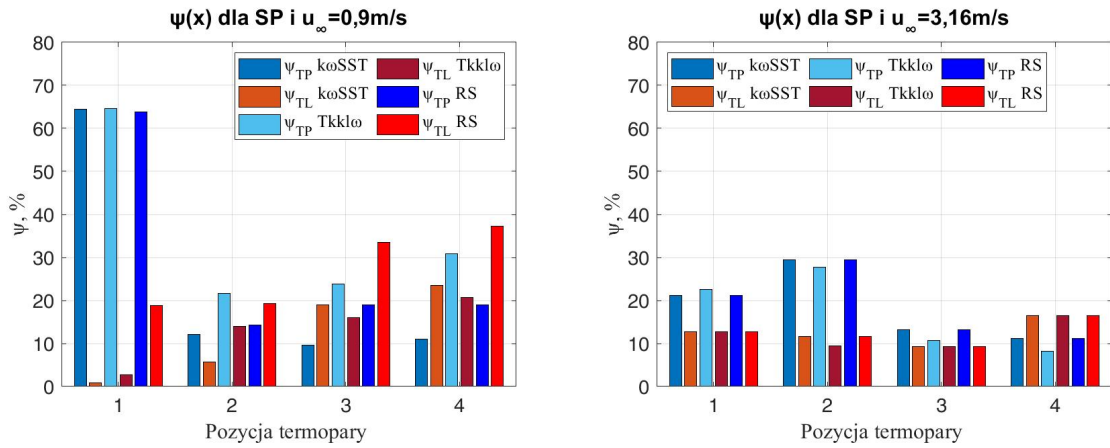 ψ(x) dla SP i u∞=0,9m/s
80
70
60
50
40
30
20
10
0
ψ, %
ψTP kωSST
ψTL Tkklω
ψTL kωSST
ψTP RS
ψTP Tkklω
ψTL RS
1 2 3 4
Pozycja termopary
ψ(x) dla SP i u∞=3,16m/s
80
70
60
50
40
30
20
10
0
ψ, %
ψTP kωSST ψTP Tkklω ψTP RS
ψTL kωSST ψTL Tkklω ψTL RS
1 2 3 4
Pozycja termopary